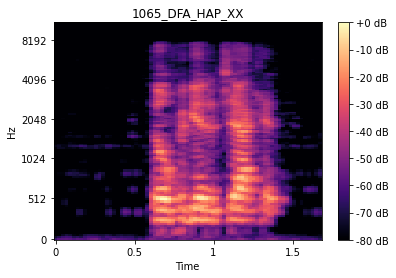 1065_DFA_HAP_XX
+0 dB
8192
-10 dB
4096
-20 dB
-30 dB
2048
Hz
-40 dB
1024
-50 dB
512
-60 dB
-70 dB
0
-80 dB
0
0.5
1
1.5
Time